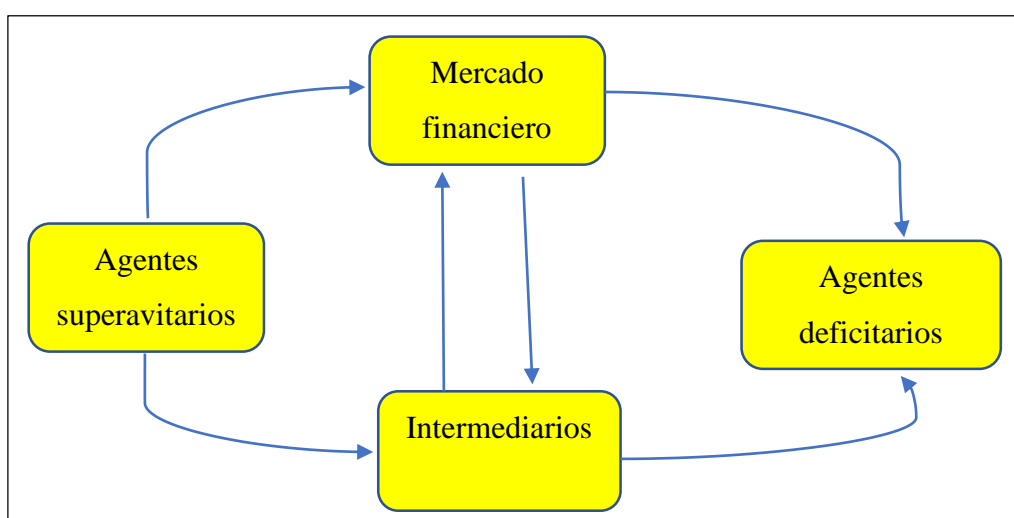 Mercado
financiero
Agentes
superavitarios
Agentes
deficitarios
Intermediarios